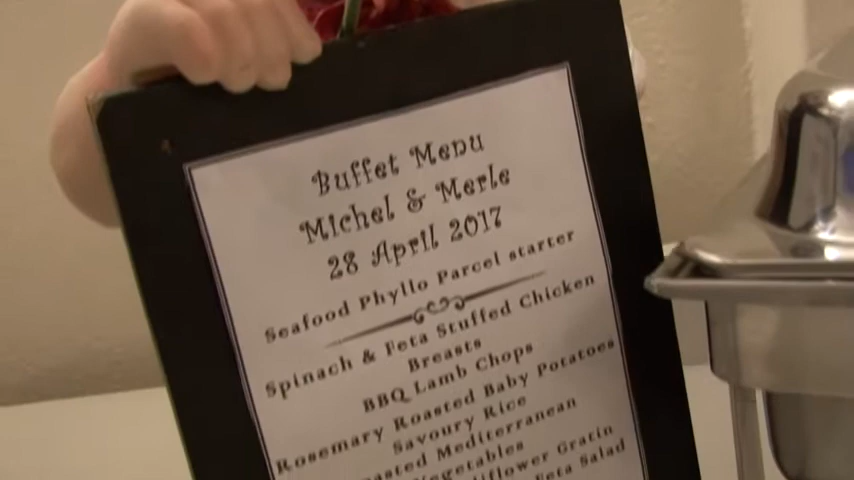 Buffet Menu
Michel & Merle
28 April 2017
Seafood Phyllo Parcel starter
Spinach & Feta Stuffed Chicken
Breasts
BBQ Lamb Chops
Rosemary Roasted Baby Potatoes
Savoury Rice
Mediterranean
Gratin
Feta Salad